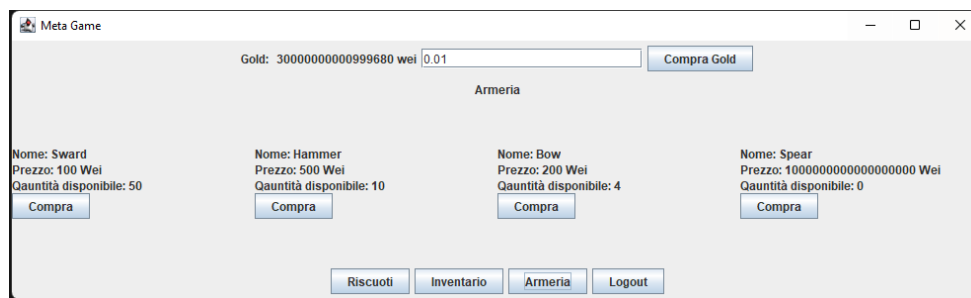 Meta Game
Gold: 30000000000999680 wei 0.01 Compra Gold
Armeria
Nome: Sward Nome: Hammer Nome: Bow Nome: Spear
Prezzo: 100 Wei Prezzo: 500 Wei Prezzo: 200 Wei Prezzo: 1000000000000000000 Wei
Qauntità disponibile: 50 Qauntità disponibile: 10 Qauntità disponibile: 4 Qauntità disponibile: 0
Compra Compra Compra Compra
Riscuoti Inventario Armeria Logout